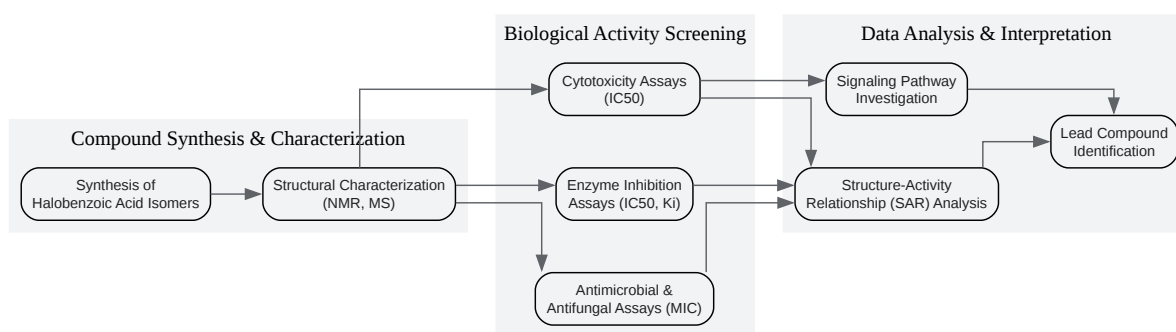 Compound Synthesis & Characterization
Synthesis of
Halobenzoic Acid Isomers
Structural Characterization
(NMR, MS)
Biological Activity Screening
Cytotoxicity Assays
(IC50)
Enzyme Inhibition
Assays (IC50, Ki)
Antimicrobial &
Antifungal Assays (MIC)
Data Analysis & Interpretation
Signaling Pathway
Investigation
Structure-Activity
Relationship (SAR) Analysis
Lead Compound
Identification